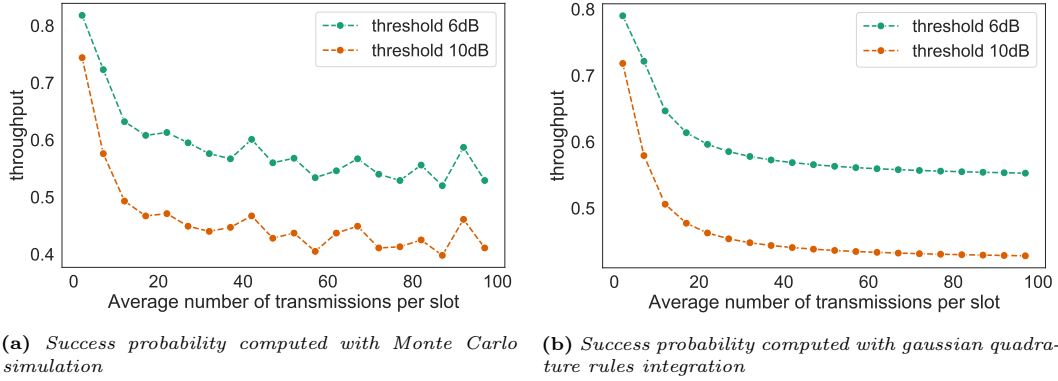 threshold 6dB
threshold 10dB
0.8
0.7
0.6
0.5
0.4
throughput
0 20 40 60 80 100
Average number of transmissions per slot
(a) Success probability computed with Monte Carlo
simulation
threshold 6dB
threshold 10dB
0.8
0.7
0.6
0.5
throughput
0 20 40 60 80 100
Average number of transmissions per slot
(b) Success probability computed with gaussian quadra-
ture rules integration